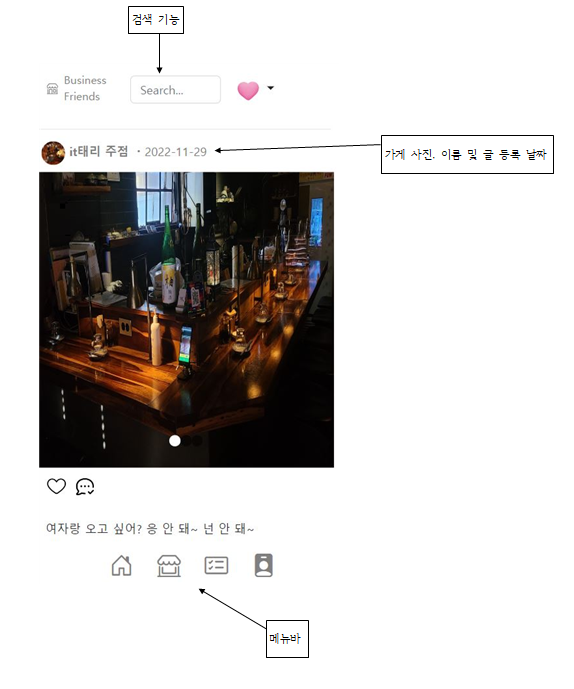 검색 기능
Business
Friends
Search...
it태리 주점 · 2022-11-29
가게 사진. 이름 및 글 등록 날짜
여자랑 오고 싶어? 응 안 돼~ 넌 안 돼~
메뉴바